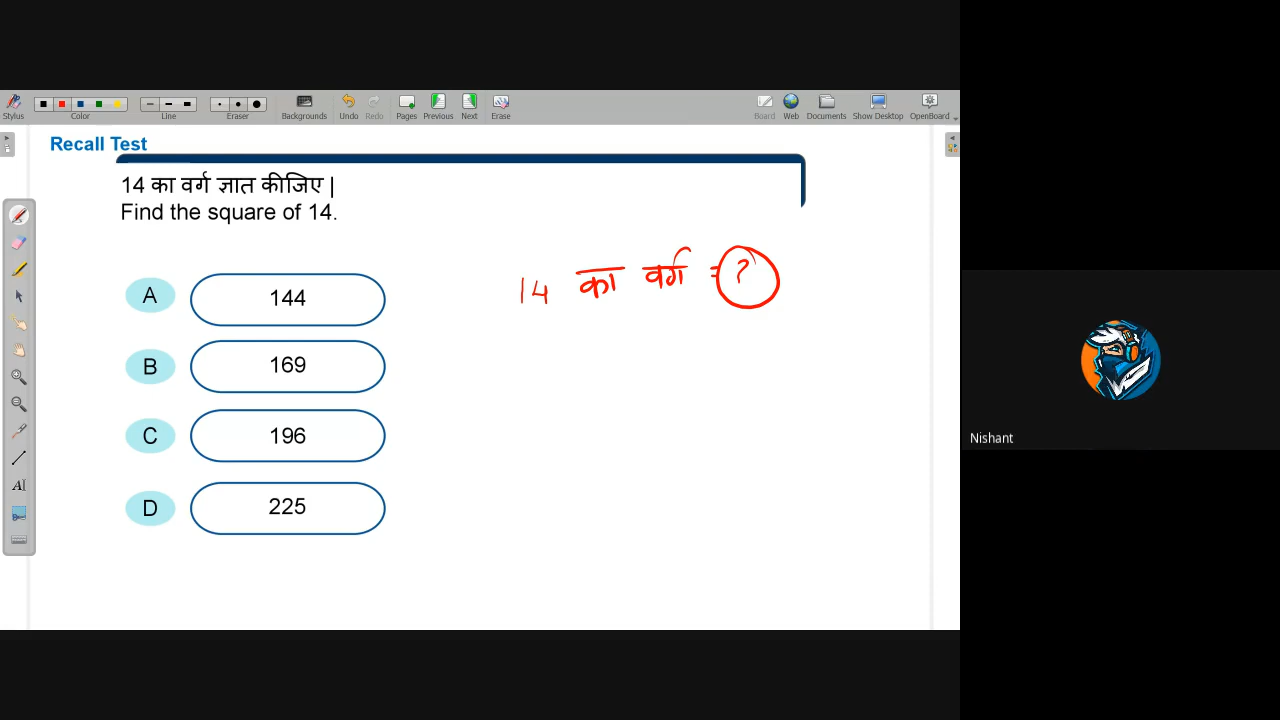 Stylus
Color
Line
Eraser
Backgrounds
Undo
Redo
Pages
Previous
Next
Erase
Board
Web
Documents
Show Desktop
OpenBoard
Recall Test
14 का वर्ग ज्ञात कीजिए |
Find the square of 14.
14 का वर्ग = ?
A 144
B 169
C 196
D 225
Nishant